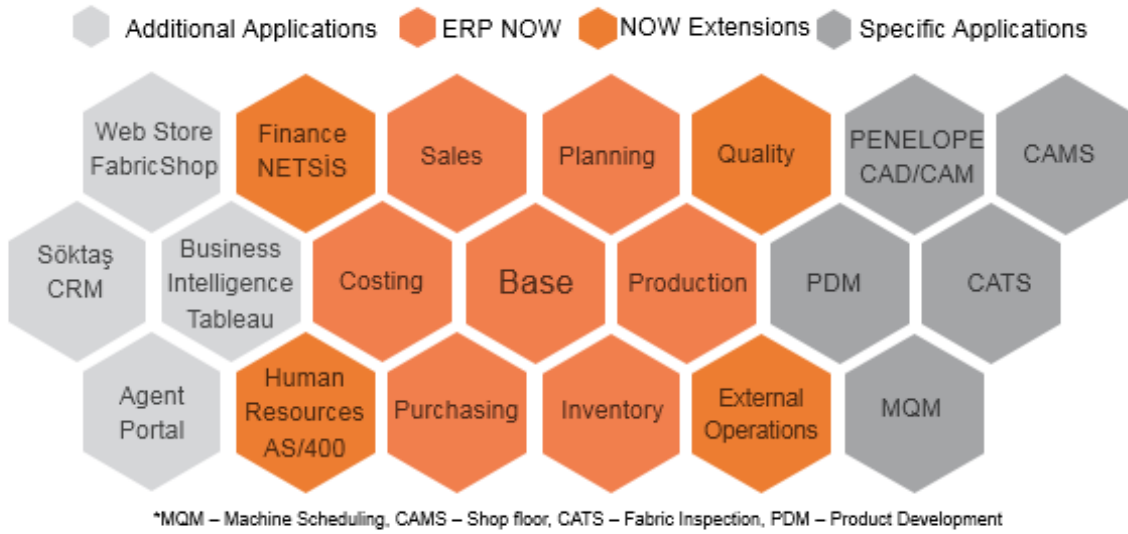 Additional Applications
ERP NOW
NOW Extensions
Specific Applications
Web Store
FabricShop
Finance
NETSİS
Sales
Planning
Quality
PENELOPE
CAD/CAM
CAMS
Söktaş
CRM
Business
Intelligence
Tableau
Costing
Base
Production
PDM
CATS
Agent
Portal
Human
Resources
AS/400
Purchasing
Inventory
External
Operations
MQM
*MQM – Machine Scheduling, CAMS – Shop floor, CATS – Fabric Inspection, PDM – Product Development